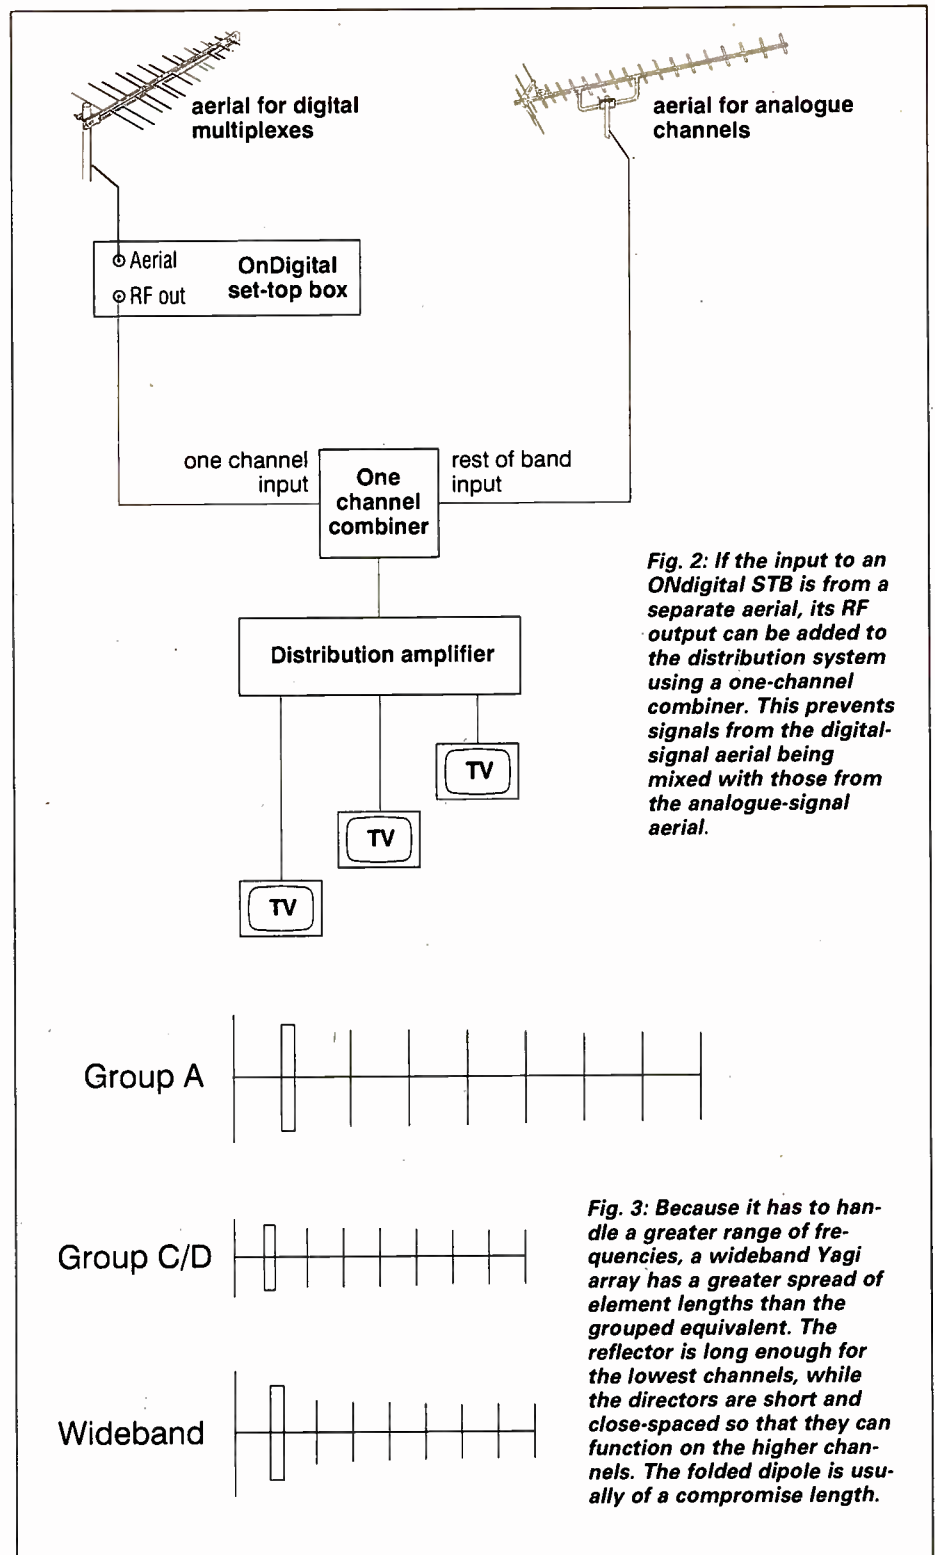 aerial for digital
multiplexes
aerial for analogue
channels
Aerial
RF out
OnDigital
set-top box
one channel
input
One
channel
combiner
rest of band
input
Distribution amplifier
TV
TV
TV
Fig. 2: If the input to an
ONdigital STB is from a
separate aerial, its RF
output can be added to
the distribution system
using a one-channel
combiner. This prevents
signals from the digital-
signal aerial being
mixed with those from
the analogue-signal
aerial.
Group A
Group C/D
Wideband
Fig. 3: Because it has to han-
dle a greater range of fre-
quencies, a wideband Yagi
array has a greater spread of
element lengths than the
grouped equivalent. The
reflector is long enough for
the lowest channels, while
the directors are short and
close-spaced so that they can
function on the higher chan-
nels. The folded dipole is usu-
ally of a compromise length.